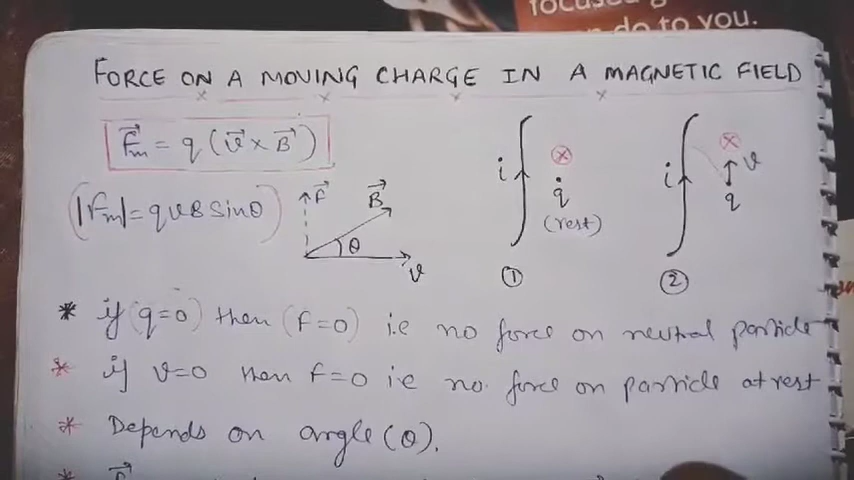 focused
do to you.
FORCE ON A MOVING CHARGE IN A MAGNETIC FIELD
F⃗m = q (v⃗ × B⃗)
|Fm| = qvB sinθ
F⃗
B⃗
θ
v
i
q
(rest)
①
i
v
q
②
* if (q=0) then (f=0) i.e no force on neutral particle
* if v=0 then f=0 i.e no. force on particle at rest
* Depends on angle (θ).
* F⃗